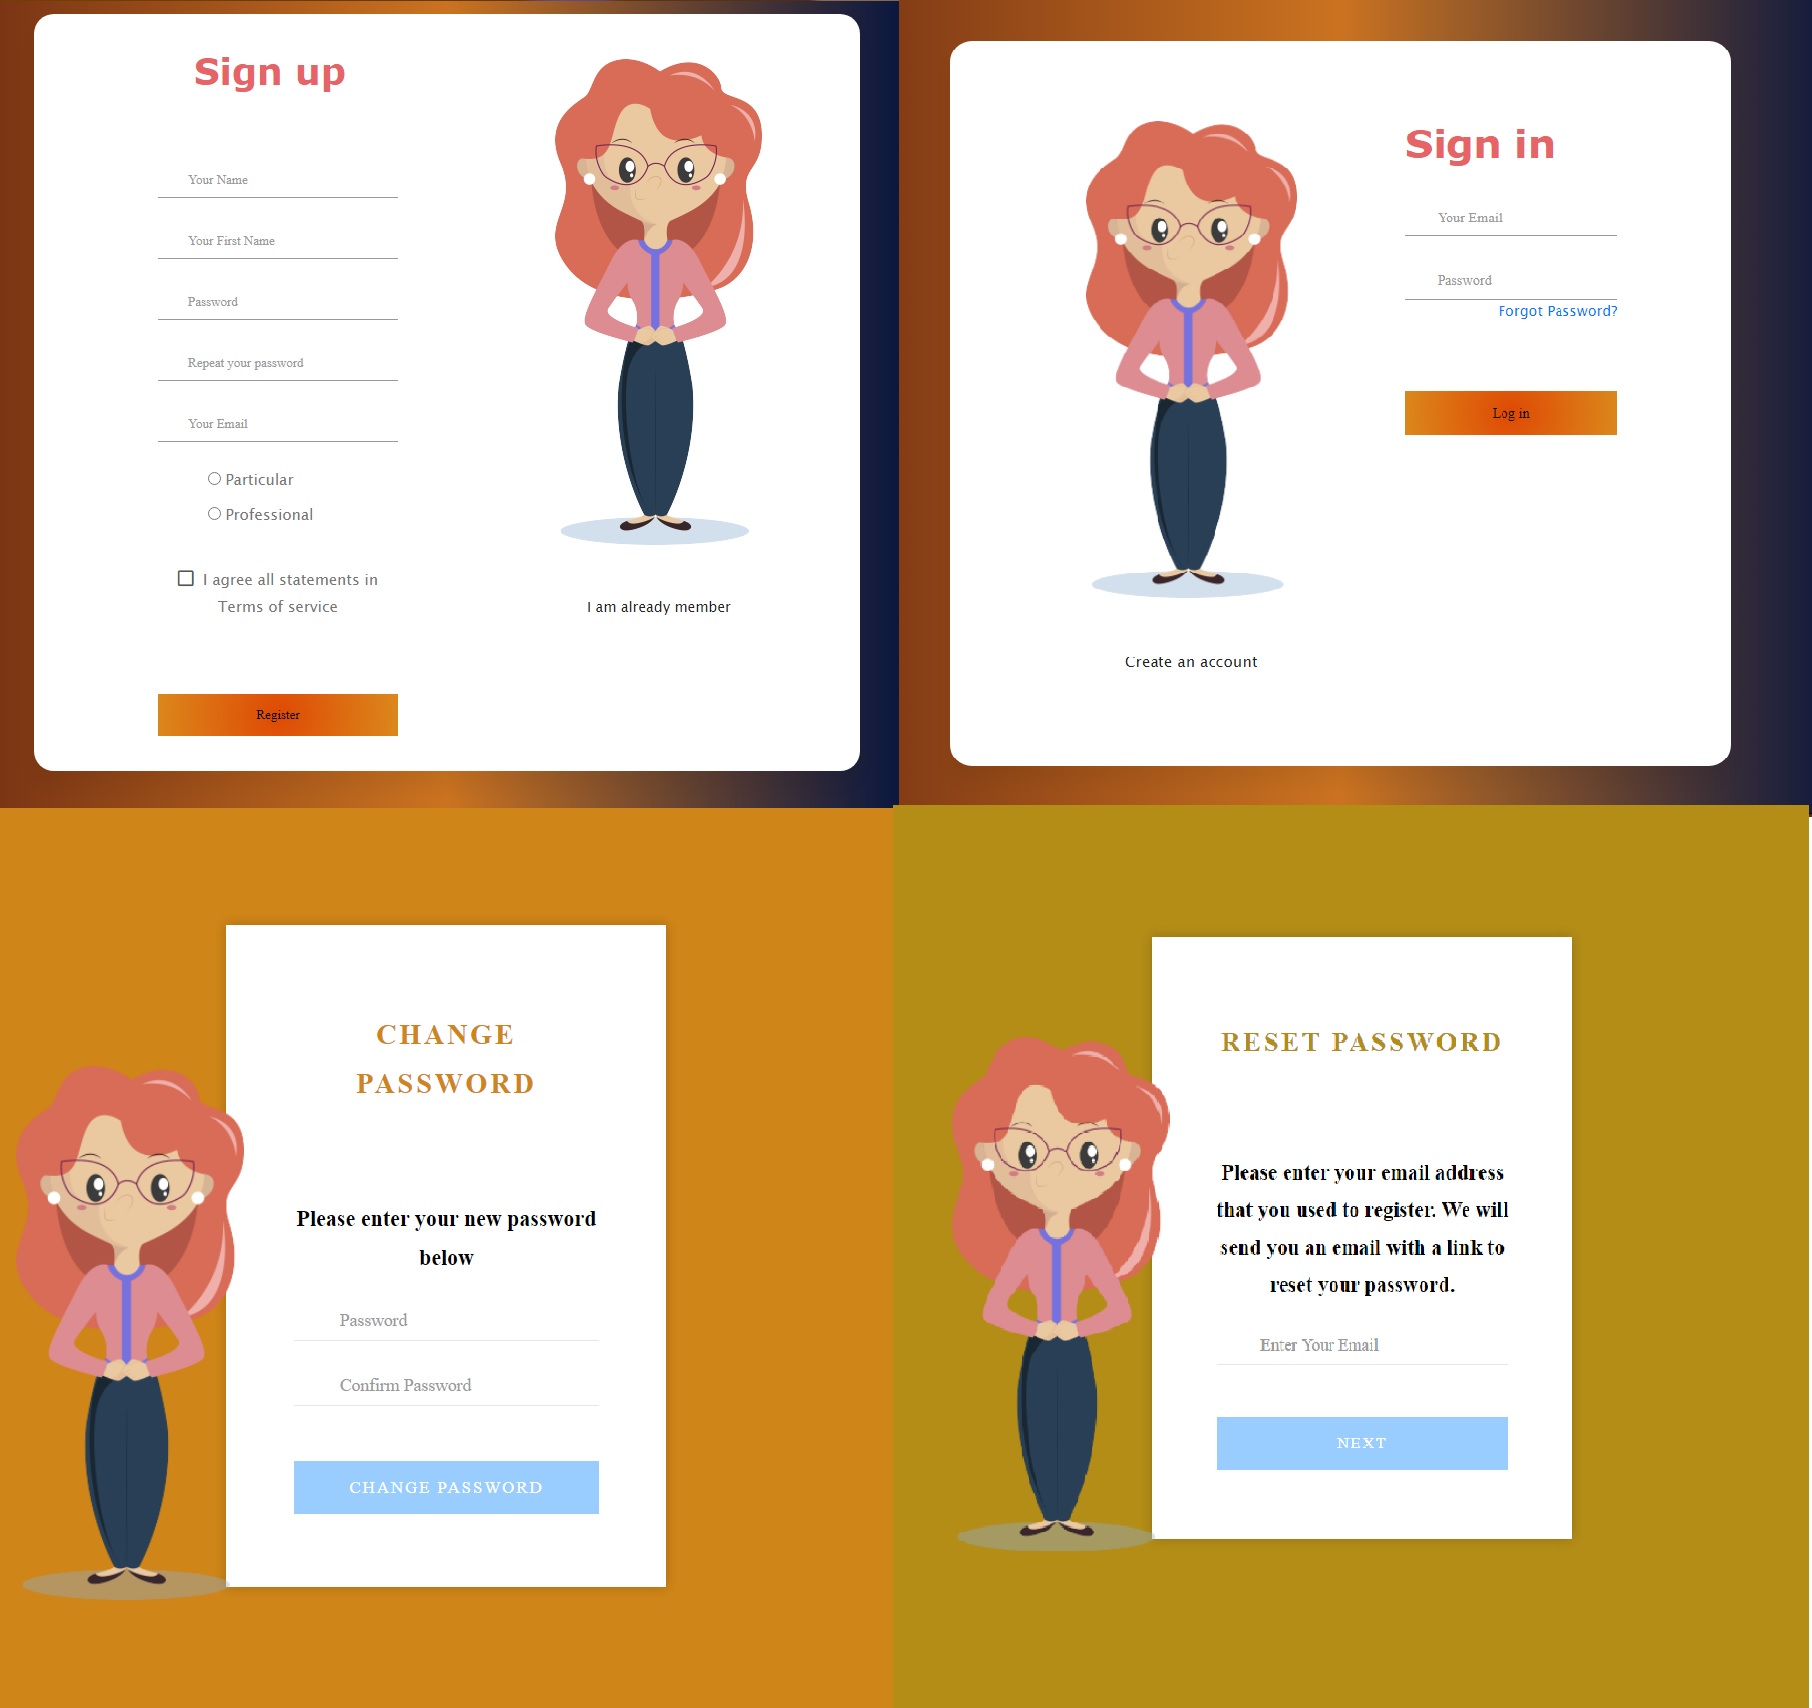 Sign up
Your Name
Your First Name
Password
Repeat your password
Your Email
Particular
Professional
I agree all statements in
Terms of service
Register
I am already member
Sign in
Your Email
Password
Forgot Password?
Log in
Create an account
CHANGE
PASSWORD
Please enter your new password
below
Password
Confirm Password
CHANGE PASSWORD
RESET PASSWORD
Please enter your email address
that you used to register. We will
send you an email with a link to
reset your password.
Enter Your Email
NEXT